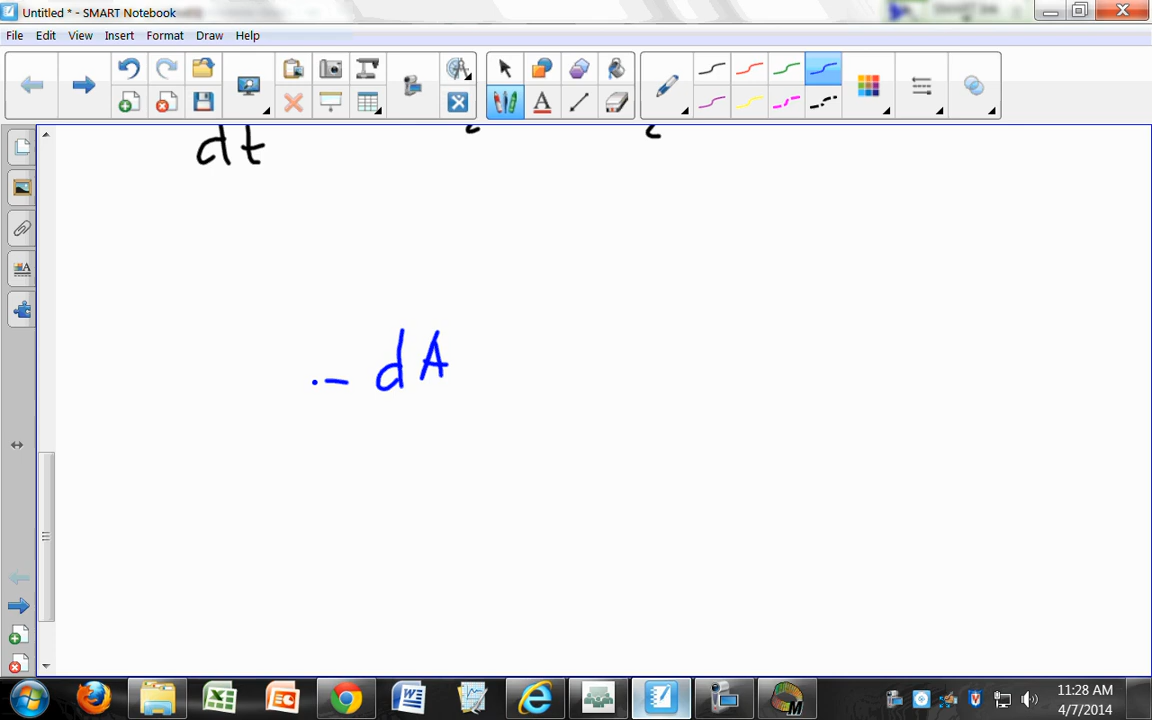 Untitled * - SMART Notebook
File Edit View Insert Format Draw Help
dt
.- dA
11:28 AM
4/7/2014